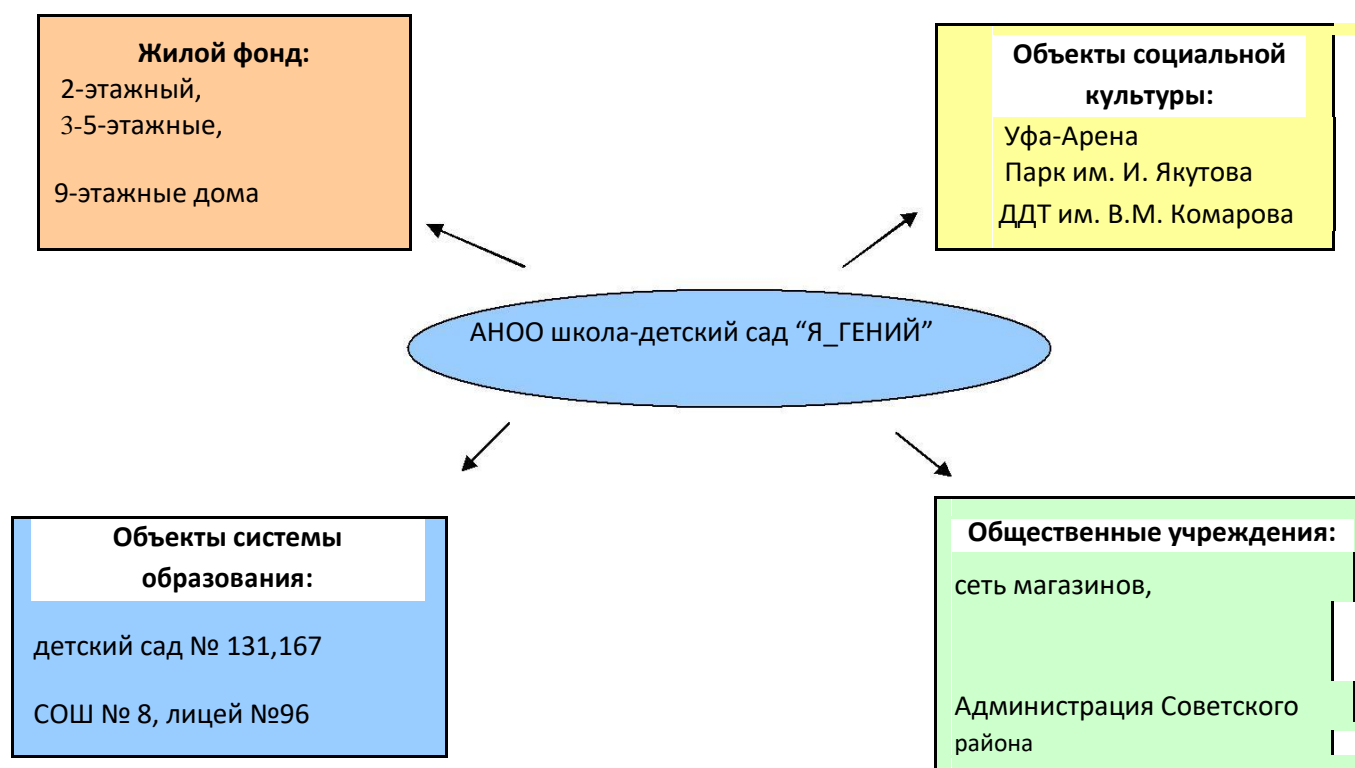 Жилой фонд:
2-этажный,
3-5-этажные,
9-этажные дома
Объекты социальной
культуры:
Уфа-Арена
Парк им. И. Якутова
ДДТ им. В.М. Комарова
АНОО школа-детский сад “Я_ГЕНИЙ”
Объекты системы
образования:
детский сад № 131,167
СОШ № 8, лицей №96
Общественные учреждения:
сеть магазинов,
Администрация Советского
района